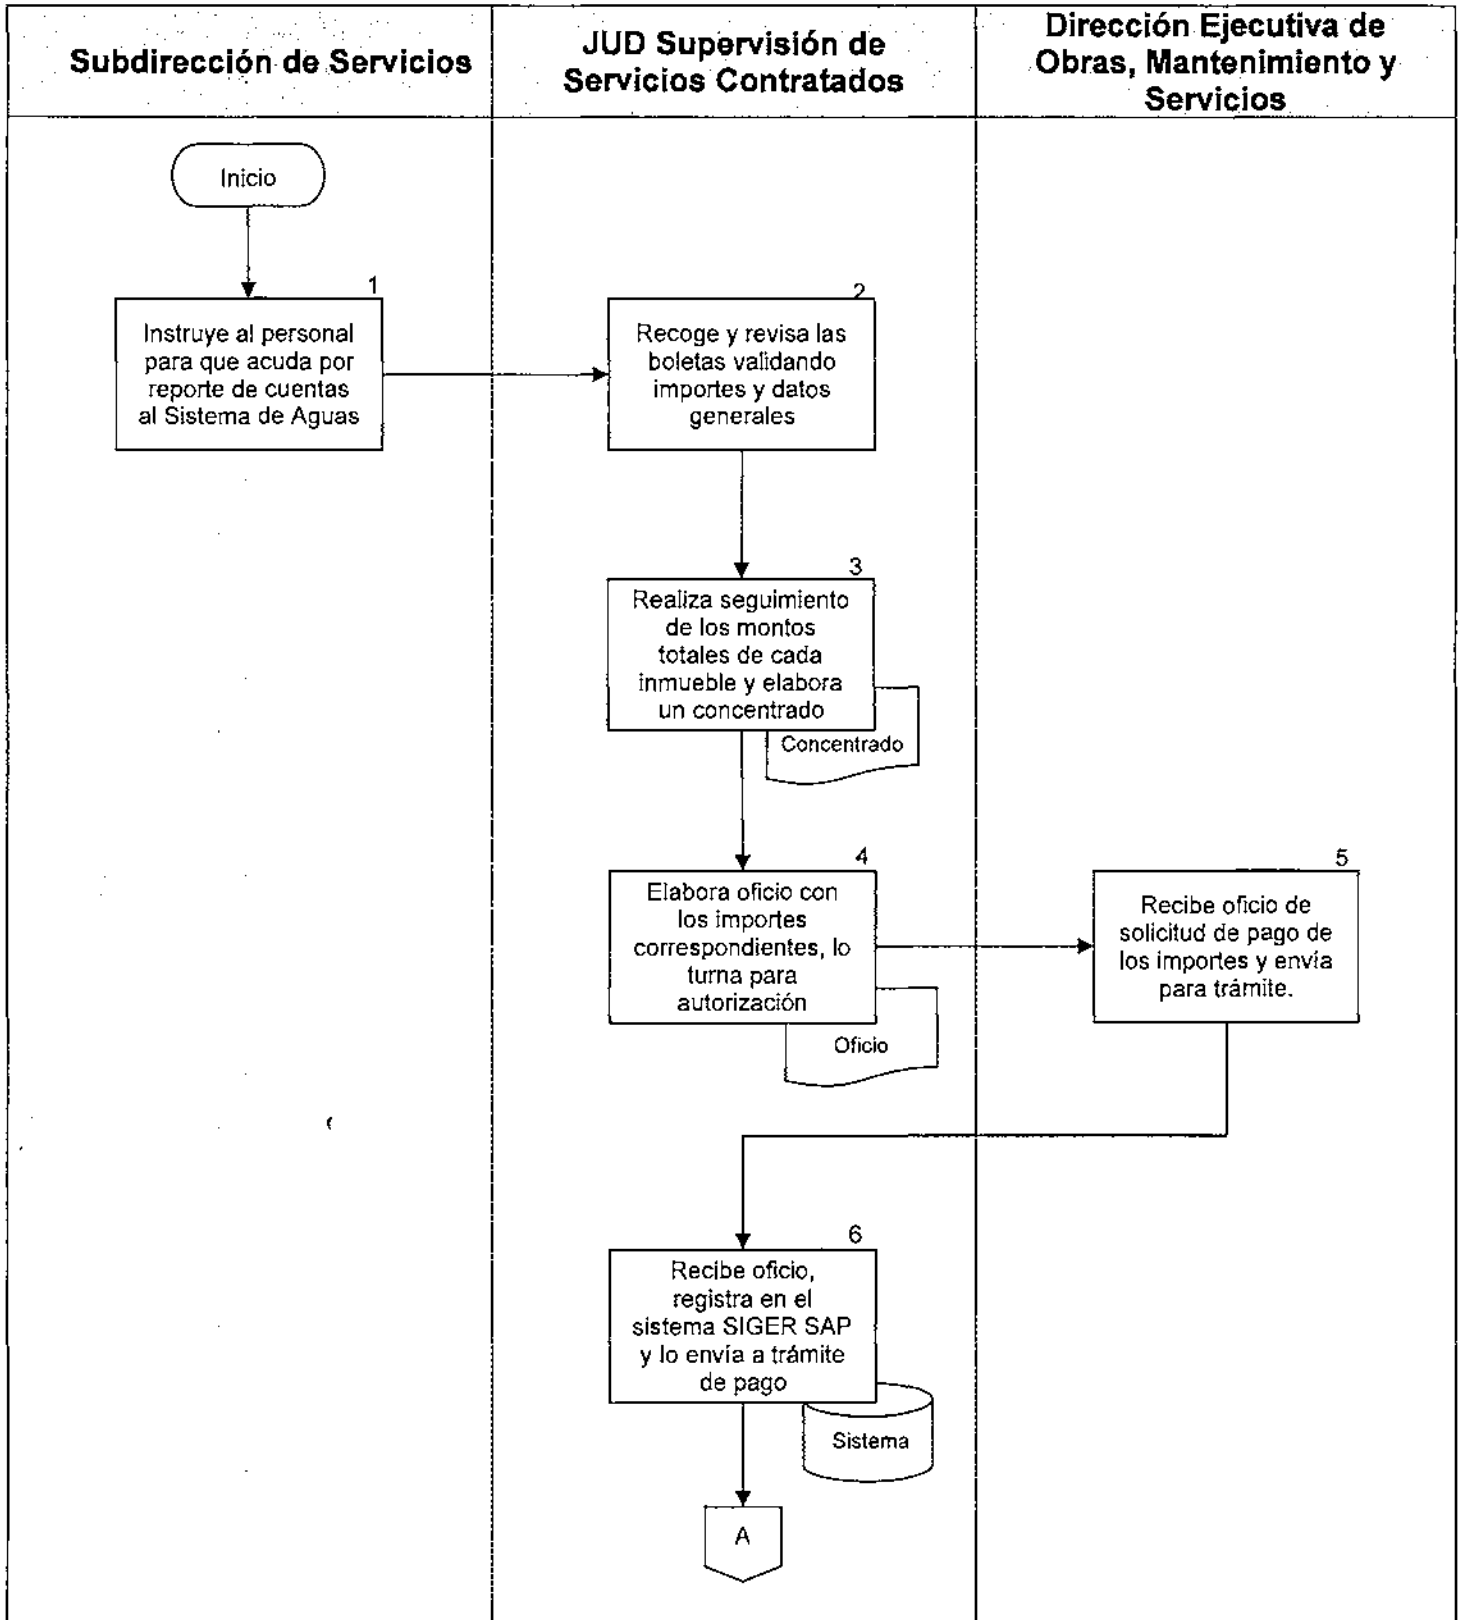 Subdirección de Servicios
JUD Supervisión de
Servicios Contratados
Dirección Ejecutiva de
Obras, Mantenimiento y
Servicios
Inicio
1
Instruye al personal
para que acuda por
reporte de cuentas
al Sistema de Aguas
2
Recoge y revisa las
boletas validando
importes y datos
generales
3
Realiza seguimiento
de los montos
totales de cada
inmueble y elabora
un concentrado
Concentrado
4
Elabora oficio con
los importes
correspondientes, lo
turna para
autorización
Oficio
5
Recibe oficio de
solicitud de pago de
los importes y envía
para trámite.
6
Recibe oficio,
registra en el
sistema SIGER SAP
y lo envía a trámite
de pago
Sistema
A